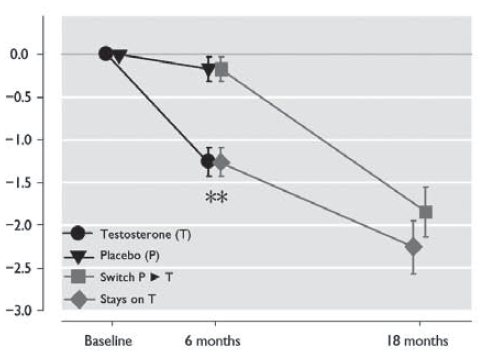 0.0
−0.5
−1.0
−1.5
−2.0
−2.5
−3.0
**
Testosterone (T)
Placebo (P)
Switch P ► T
Stays on T
Baseline 6 months 18 months